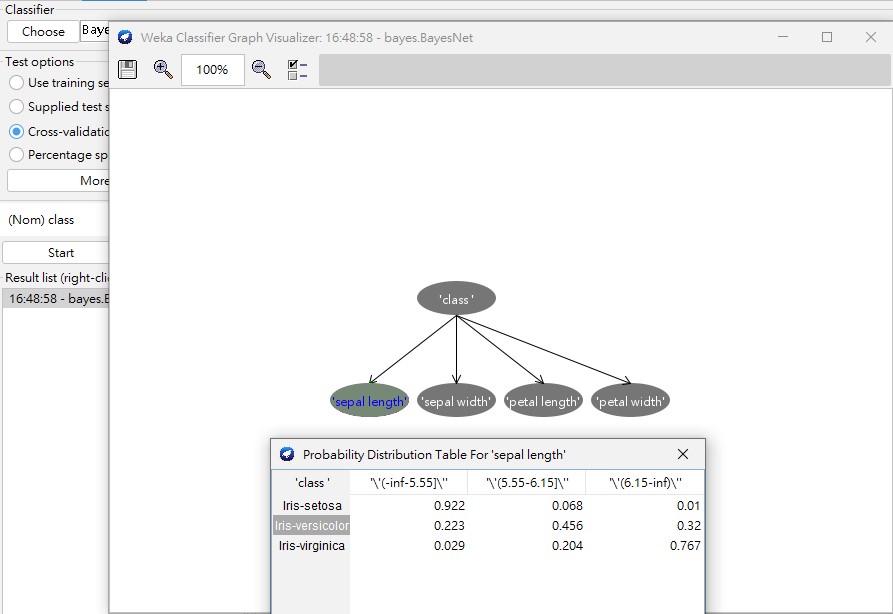 Classifier
Choose
Baye
Test options
Use training se
Supplied test s
Cross-validatio
Percentage sp
More
(Nom) class
Start
Result list (right-cli
16:48:58 - bayes.B
Weka Classifier Graph Visualizer: 16:48:58 - bayes.BayesNet
100%
'class '
'sepal length' 'sepal width' 'petal length' 'petal width'
Probability Distribution Table For 'sepal length'
'class ' '\'(-inf-5.55]\'' '\'(5.55-6.15]\'' '\'(6.15-inf)\''
Iris-setosa 0.922 0.068 0.01
Iris-versicolor 0.223 0.456 0.32
Iris-virginica 0.029 0.204 0.767